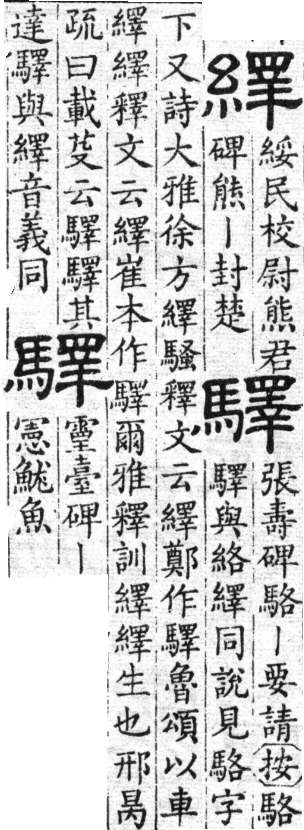 繹
綏民校尉熊君
碑熊丨封楚
驛
張壽碑駱丨要請按駱
驛與絡繹同說見駱字
下又詩大雅徐方繹騷釋文云繹鄭作驛魯頌以車
繹繹釋文云繹崔本作驛爾雅釋訓繹繹生也邢昺
疏曰載芟云驛驛其
達驛與繹音義同
驛
靈臺碑丨
憲魷魚